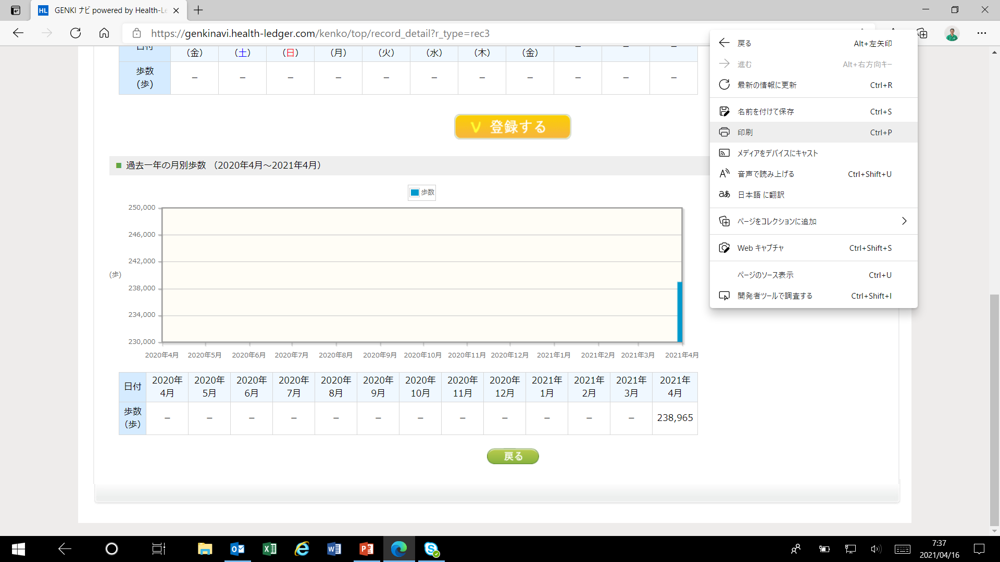 GENKI ナビ powered by Health-Le
https://genkinavi.health-ledger.com/kenko/top/record_detail?r_type=rec3
日付 (金) (土) (日) (月) (火) (水) (木) (金) − − −
歩数
(歩)
− − − − − − − − − − −
登録する
過去一年の月別歩数 (2020年4月～2021年4月)
歩数
250,000
246,000
242,000
(歩)
238,000
234,000
230,000
2020年4月 2020年5月 2020年6月 2020年7月 2020年8月 2020年9月 2020年10月 2020年11月 2020年12月 2021年1月 2021年2月 2021年3月 2021年4月
日付 2020年4月 2020年5月 2020年6月 2020年7月 2020年8月 2020年9月 2020年10月 2020年11月 2020年12月 2021年1月 2021年2月 2021年3月 2021年4月
歩数
(歩)
− − − − − − − − − − − − 238,965
戻る
戻る Alt+左矢印
進む Alt+右方向キー
最新の情報に更新 Ctrl+R
名前を付けて保存 Ctrl+S
印刷 Ctrl+P
メディアをデバイスにキャスト
音声で読み上げる Ctrl+Shift+U
日本語 に翻訳
ページをコレクションに追加
Web キャプチャ Ctrl+Shift+S
ページのソース表示 Ctrl+U
開発者ツールで調査する Ctrl+Shift+I
7:37
2021/04/16